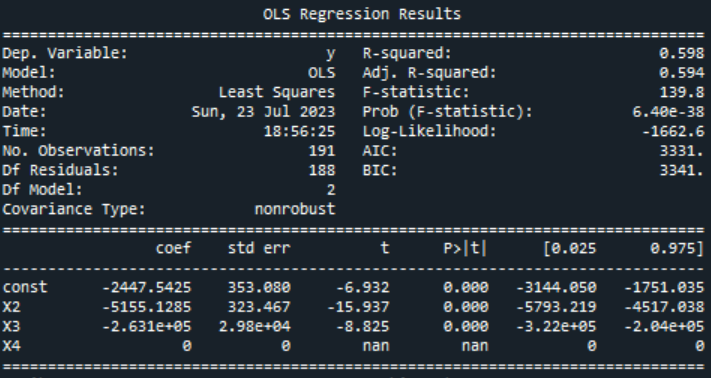 OLS Regression Results
==============================================================================
Dep. Variable: y R-squared: 0.598
Model: OLS Adj. R-squared: 0.594
Method: Least Squares F-statistic: 139.8
Date: Sun, 23 Jul 2023 Prob (F-statistic): 6.40e-38
Time: 18:56:25 Log-Likelihood: -1662.6
No. Observations: 191 AIC: 3331.
Df Residuals: 188 BIC: 3341.
Df Model: 2
Covariance Type: nonrobust
==============================================================================
coef std err t P>|t| [0.025 0.975]
------------------------------------------------------------------------------
const -2447.5425 353.080 -6.932 0.000 -3144.050 -1751.035
X2 -5155.1285 323.467 -15.937 0.000 -5793.219 -4517.038
X3 -2.631e+05 2.98e+04 -8.825 0.000 -3.22e+05 -2.04e+05
X4 0 0 nan nan 0 0
==============================================================================